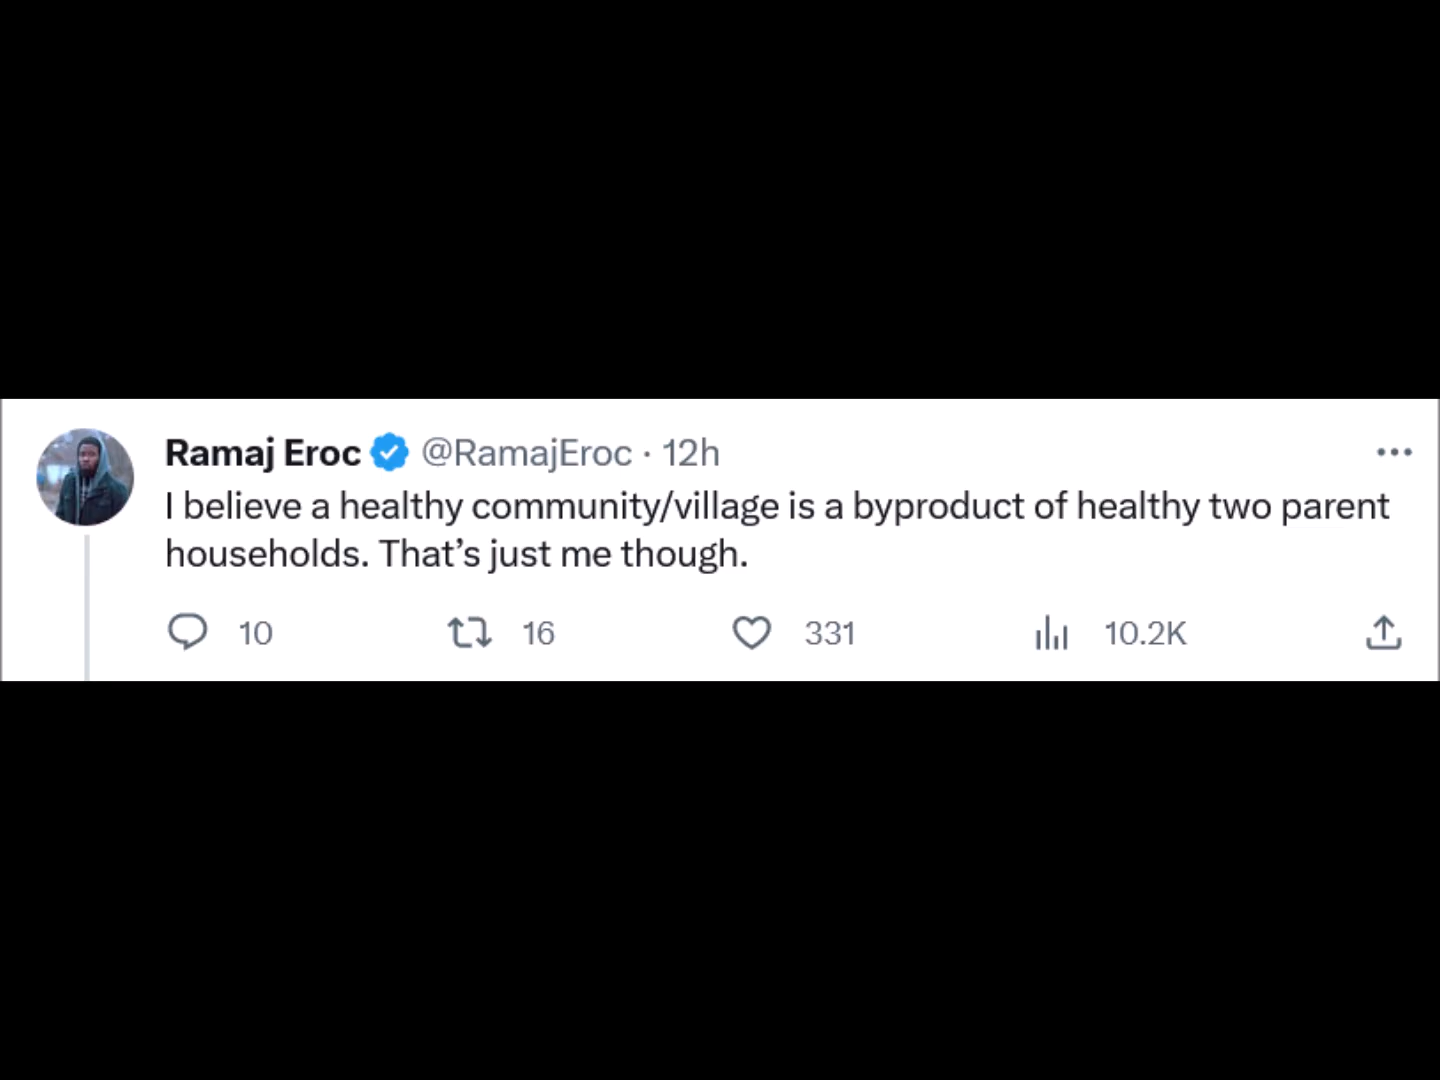 Ramaj Eroc @RamajEroc · 12h
I believe a healthy community/village is a byproduct of healthy two parent
households. That’s just me though.
10 16 331 10.2K